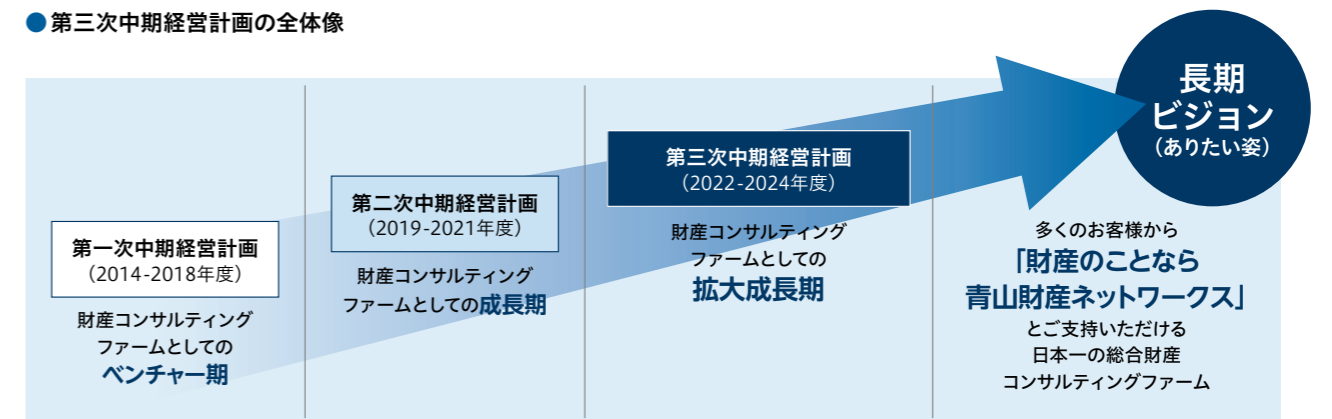 ●第三次中期経営計画の全体像
第一次中期経営計画
（2014-2018年度）
財産コンサルティング
ファームとしての
ベンチャー期
第二次中期経営計画
（2019-2021年度）
財産コンサルティング
ファームとしての成長期
第三次中期経営計画
（2022-2024年度）
財産コンサルティング
ファームとしての
拡大成長期
長期
ビジョン
（ありたい姿）
多くのお客様から
「財産のことなら
青山財産ネットワークス」
とご支持いただける
日本一の総合財産
コンサルティングファーム